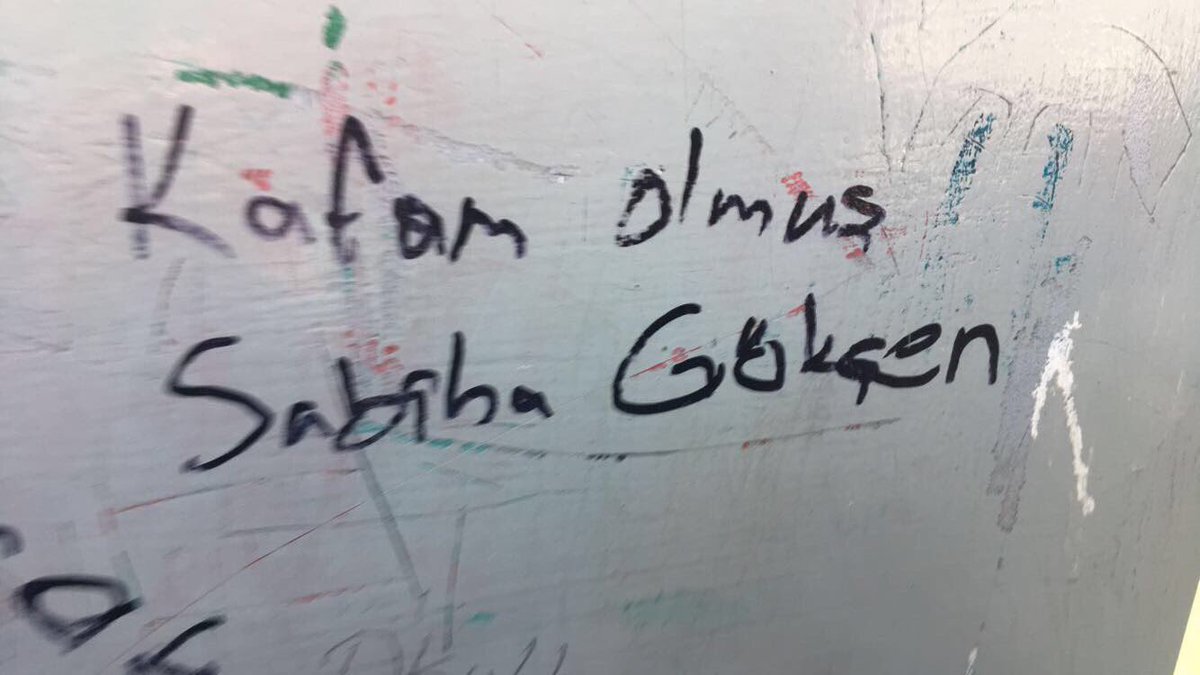 Kafam olmuş
Sabiha Gökçen